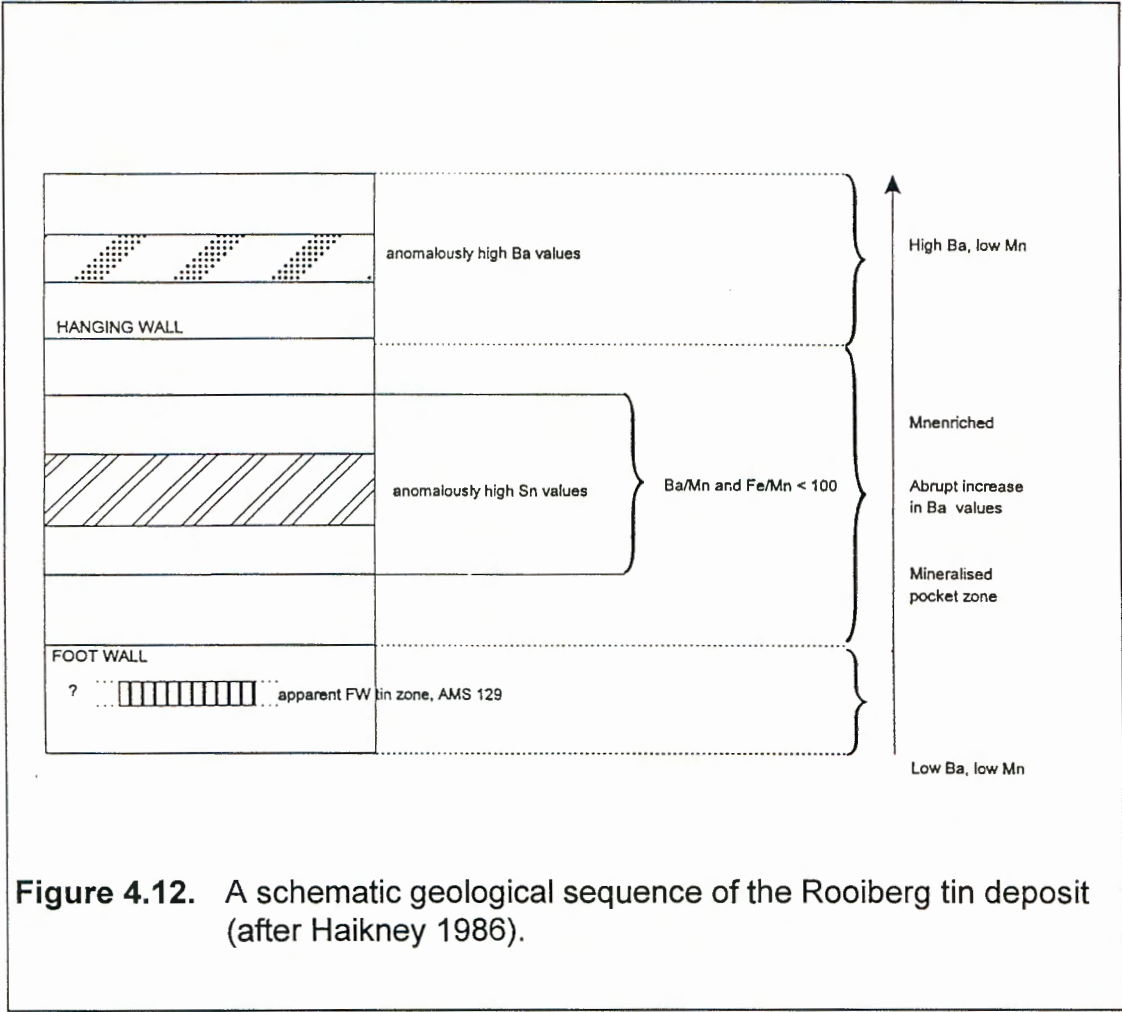 anomalously high Ba values
High Ba, low Mn
HANGING WALL
Mnenriched
anomalously high Sn values
Ba/Mn and Fe/Mn < 100
Abrupt increase
in Ba values
Mineralised
pocket zone
FOOT WALL
? apparent FW tin zone, AMS 129
Low Ba, low Mn
Figure 4.12. A schematic geological sequence of the Rooiberg tin deposit
(after Haikney 1986).